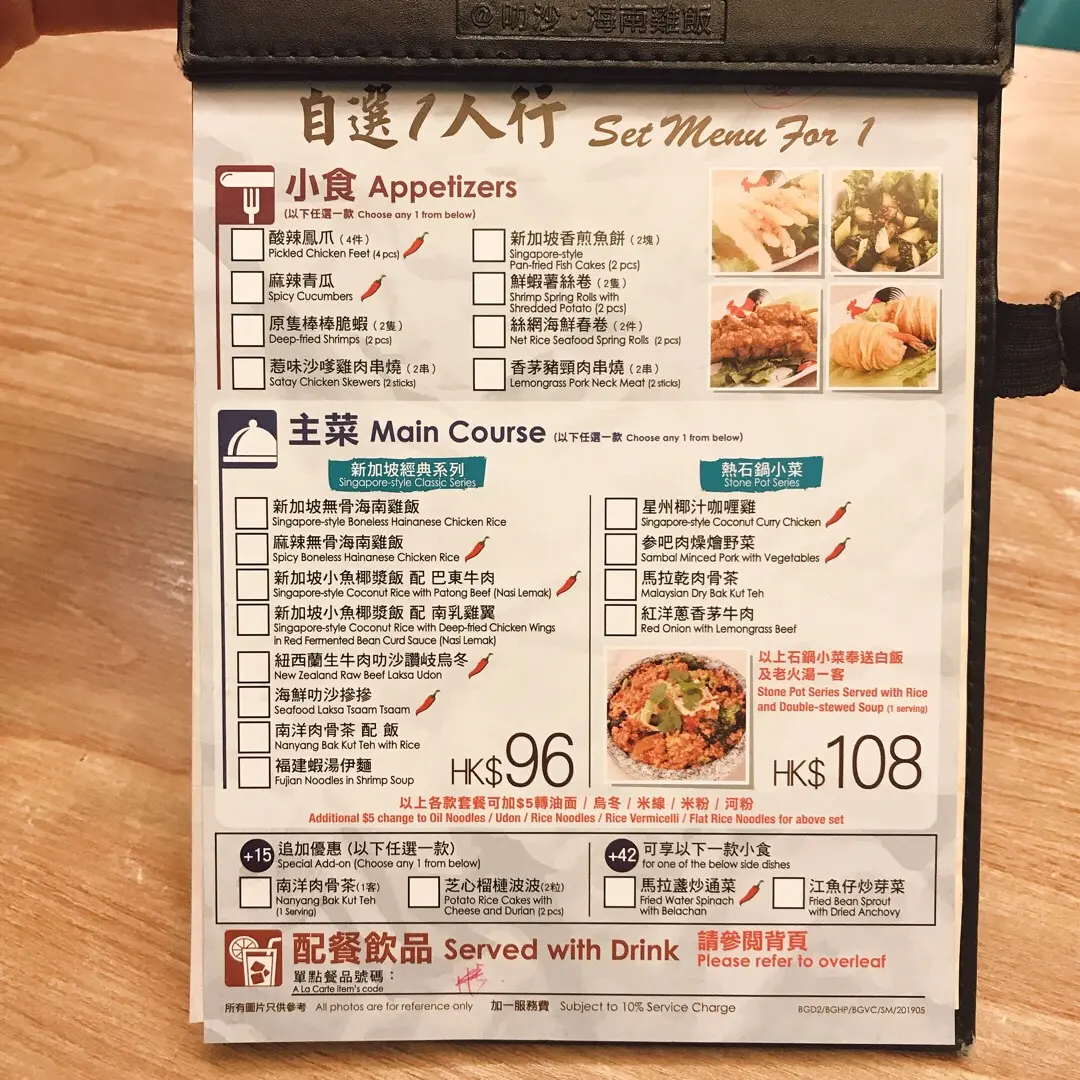 @叻沙·海南雞飯
自選1人行 Set Menu For 1
小食 Appetizers
(以下任選一款 Choose any 1 from below)
酸辣鳳爪 (4件)
Pickled Chicken Feet (4 pcs)
麻辣青瓜
Spicy Cucumbers
原隻棒棒脆蝦 (2隻)
Deep-fried Shrimps (2 pcs)
惹味沙嗲雞肉串燒 (2串)
Satay Chicken Skewers (2 sticks)
新加坡香煎魚餅 (2塊)
Singapore-style
Pan-fried Fish Cakes (2 pcs)
鮮蝦薯絲卷 (2隻)
Shrimp Spring Rolls with
Shredded Potato (2 pcs)
絲網海鮮春卷 (2件)
Net Rice Seafood Spring Rolls (2 pcs)
香茅豬頸肉串燒 (2串)
Lemongrass Pork Neck Meat (2 sticks)
主菜 Main Course (以下任選一款 Choose any 1 from below)
新加坡經典系列
Singapore-style Classic Series
新加坡無骨海南雞飯
Singapore-style Boneless Hainanese Chicken Rice
麻辣無骨海南雞飯
Spicy Boneless Hainanese Chicken Rice
新加坡小魚椰漿飯 配 巴東牛肉
Singapore-style Coconut Rice with Patong Beef (Nasi Lemak)
新加坡小魚椰漿飯 配 南乳雞翼
Singapore-style Coconut Rice with Deep-fried Chicken Wings
in Red Fermented Bean Curd Sauce (Nasi Lemak)
紐西蘭生牛肉叻沙讚岐烏冬
New Zealand Raw Beef Laksa Udon
海鮮叻沙摻摻
Seafood Laksa Tsaam Tsaam
南洋肉骨茶 配 飯
Nanyang Bak Kut Teh with Rice
福建蝦湯伊麵
Fujian Noodles in Shrimp Soup
HK$96
熱石鍋小菜
Stone Pot Series
星州椰汁咖喱雞
Singapore-style Coconut Curry Chicken
參吧肉燥燴野菜
Sambal Minced Pork with Vegetables
馬拉乾肉骨茶
Malaysian Dry Bak Kut Teh
紅洋蔥香茅牛肉
Red Onion with Lemongrass Beef
以上石鍋小菜奉送白飯
及老火湯一客
Stone Pot Series Served with Rice
and Double-stewed Soup (1 serving)
HK$108
以上各款套餐可加$5轉油面 / 烏冬 / 米線 / 米粉 / 河粉
Additional $5 change to Oil Noodles / Udon / Rice Noodles / Rice Vermicelli / Flat Rice Noodles for above set
+15 追加優惠 (以下任選一款)
Special Add-on (Choose any 1 from below)
南洋肉骨茶(1客)
Nanyang Bak Kut Teh
(1 Serving)
芝心榴槤波波(2粒)
Potato Rice Cakes with
Cheese and Durian (2 pcs)
+42 可享以下一款小食
for one of the below side dishes
馬拉盞炒通菜
Fried Water Spinach
with Belachan
江魚仔炒芽菜
Fried Bean Sprout
with Dried Anchovy
配餐飲品 Served with Drink
請參閱背頁
Please refer to overleaf
單點餐品號碼：
A La Carte item's code
所有圖片只供參考 All photos are for reference only 加一服務費 Subject to 10% Service Charge
BGD2/BGHP/BGVC/SM/201905